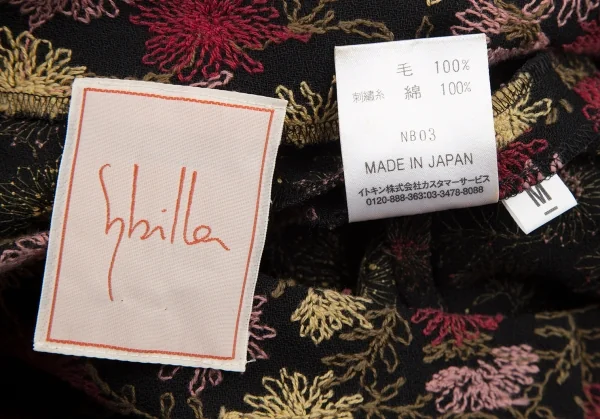 Sybilla
毛 100%
刺繍糸 綿 100%
NB03
MADE IN JAPAN
イトキン株式会社カスタマーサービス
0120-888-363:03-3478-8088
M